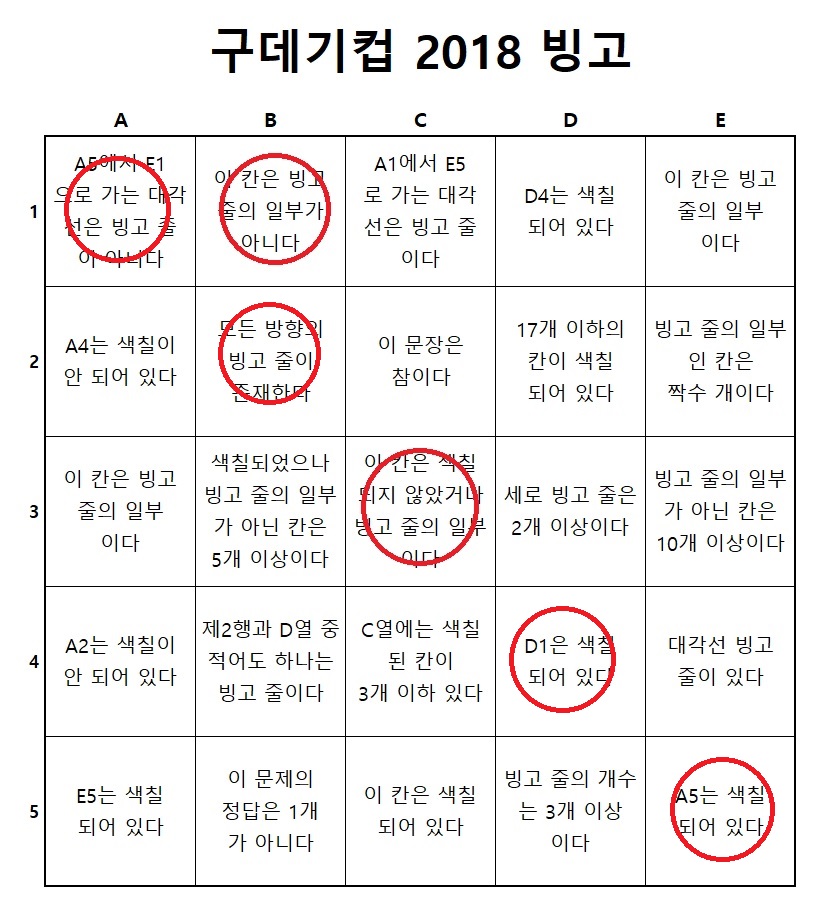 구데기컵 2018 빙고
A B C D E
1
A5에서 E1
으로 가는 대각
선은 빙고 줄
이 아니다
이 칸은 빙고
줄의 일부가
아니다
A1에서 E5
로 가는 대각
선은 빙고 줄
이다
D4는 색칠
되어 있다
이 칸은 빙고
줄의 일부
이다
2
A4는 색칠이
안 되어 있다
모든 방향의
빙고 줄이
존재한다
이 문장은
참이다
17개 이하의
칸이 색칠
되어 있다
빙고 줄의 일부
인 칸은
짝수 개이다
3
이 칸은 빙고
줄의 일부
이다
색칠되었으나
빙고 줄의 일부
가 아닌 칸은
5개 이상이다
이 칸은 색칠
되지 않았거나
빙고 줄의 일부
이다
세로 빙고 줄은
2개 이상이다
빙고 줄의 일부
가 아닌 칸은
10개 이상이다
4
A2는 색칠이
안 되어 있다
제2행과 D열 중
적어도 하나는
빙고 줄이다
C열에는 색칠
된 칸이
3개 이하 있다
D1은 색칠
되어 있다
대각선 빙고
줄이 있다
5
E5는 색칠
되어 있다
이 문제의
정답은 1개
가 아니다
이 칸은 색칠
되어 있다
빙고 줄의 개수
는 3개 이상
이다
A5는 색칠
되어 있다